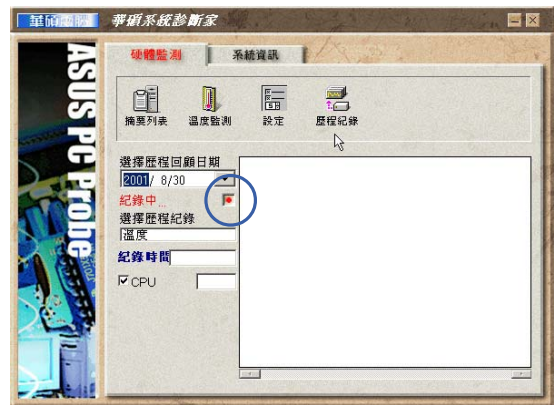 華碩電腦 華碩系統診斷家
ASUS PC Probe
硬體監測 系統資訊
摘要列表 溫度監測 設定 歷程紀錄
選擇歷程回顧日期
2001/ 8/30
紀錄中...
選擇歷程紀錄
溫度
紀錄時間
CPU